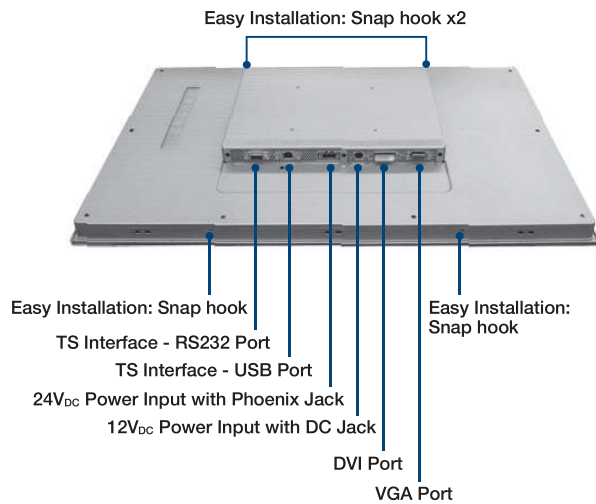 Easy Installation: Snap hook x2
Easy Installation: Snap hook
Easy Installation:
Snap hook
TS Interface - RS232 Port
TS Interface - USB Port
24VDC Power Input with Phoenix Jack
12VDC Power Input with DC Jack
DVI Port
VGA Port